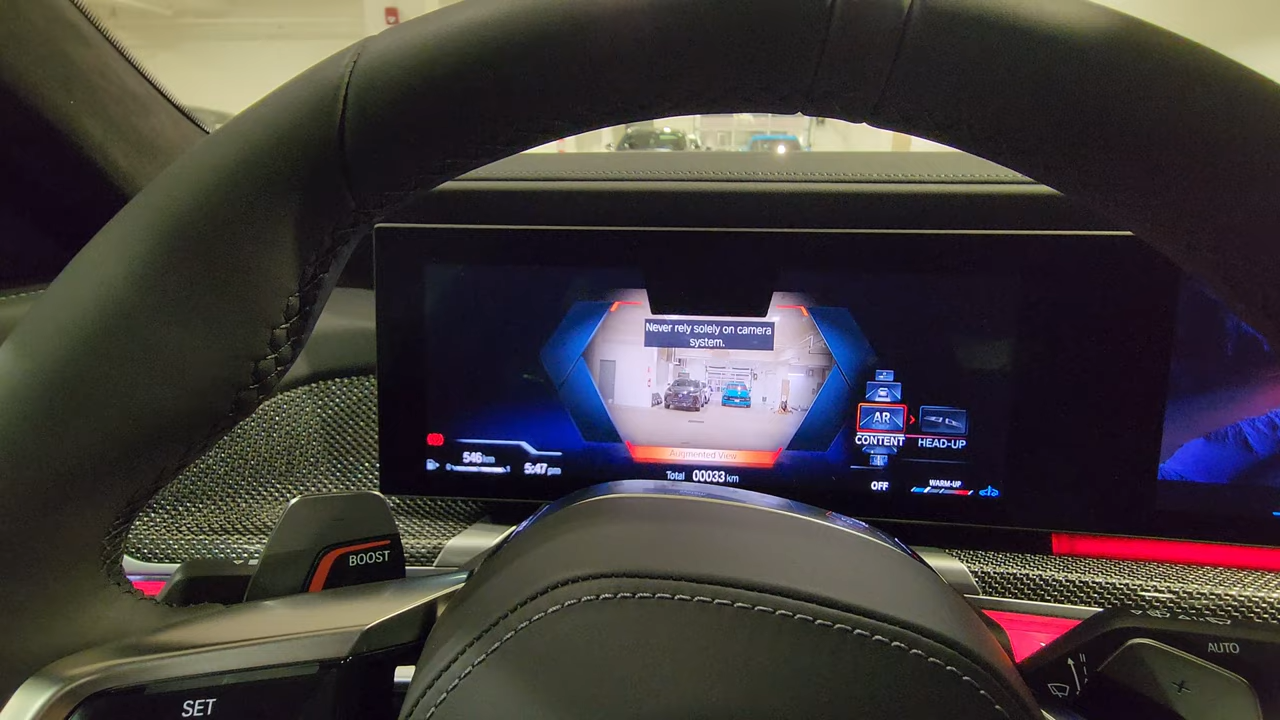 Never rely solely on camera
system.
AR
CONTENT
HEAD-UP
Augmented View
546 km
5:47 pm
Total 00033 km
OFF
WARM-UP
BOOST
AUTO
SET